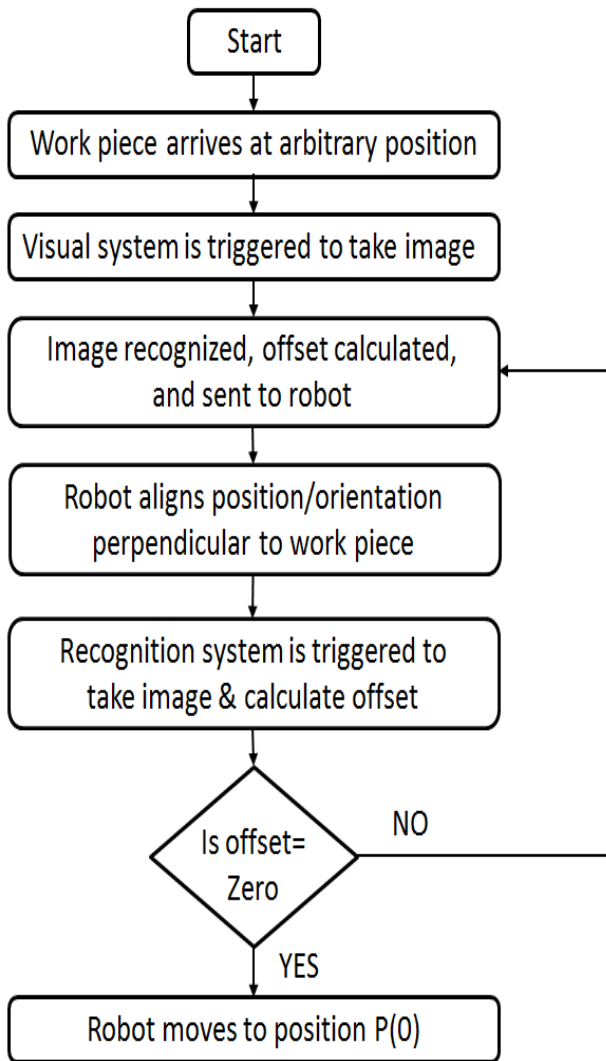 Start
Work piece arrives at arbitrary position
Visual system is triggered to take image
Image recognized, offset calculated,
and sent to robot
Robot aligns position/orientation
perpendicular to work piece
Recognition system is triggered to
take image & calculate offset
Is offset=
Zero
NO
YES
Robot moves to position P(0)